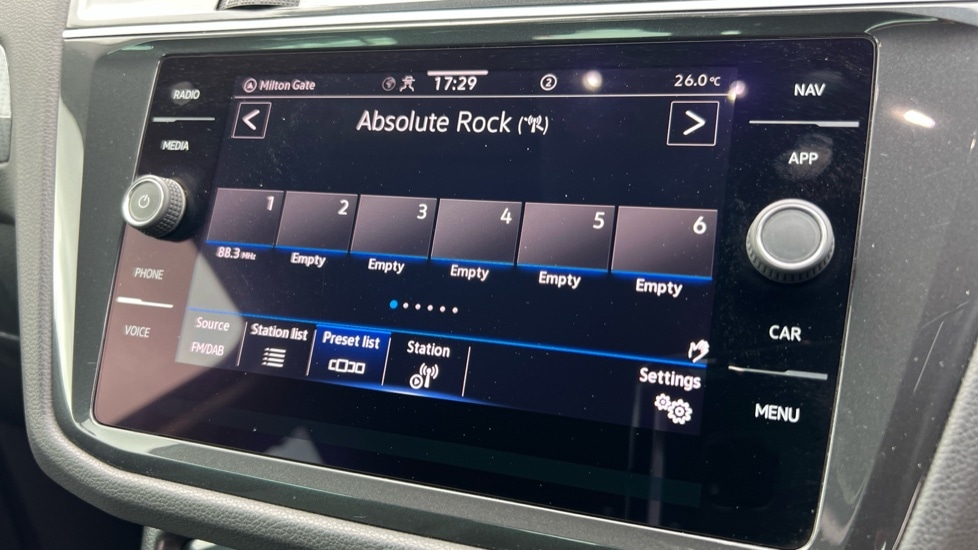 RADIO
MEDIA
PHONE
VOICE
Milton Gate
17:29
2
26.0°C
<
Absolute Rock
>
1 2 3 4 5 6
88.3 MHz Empty Empty Empty Empty Empty
Source
FM/DAB
Station list
Preset list
Station
Settings
NAV
APP
CAR
MENU